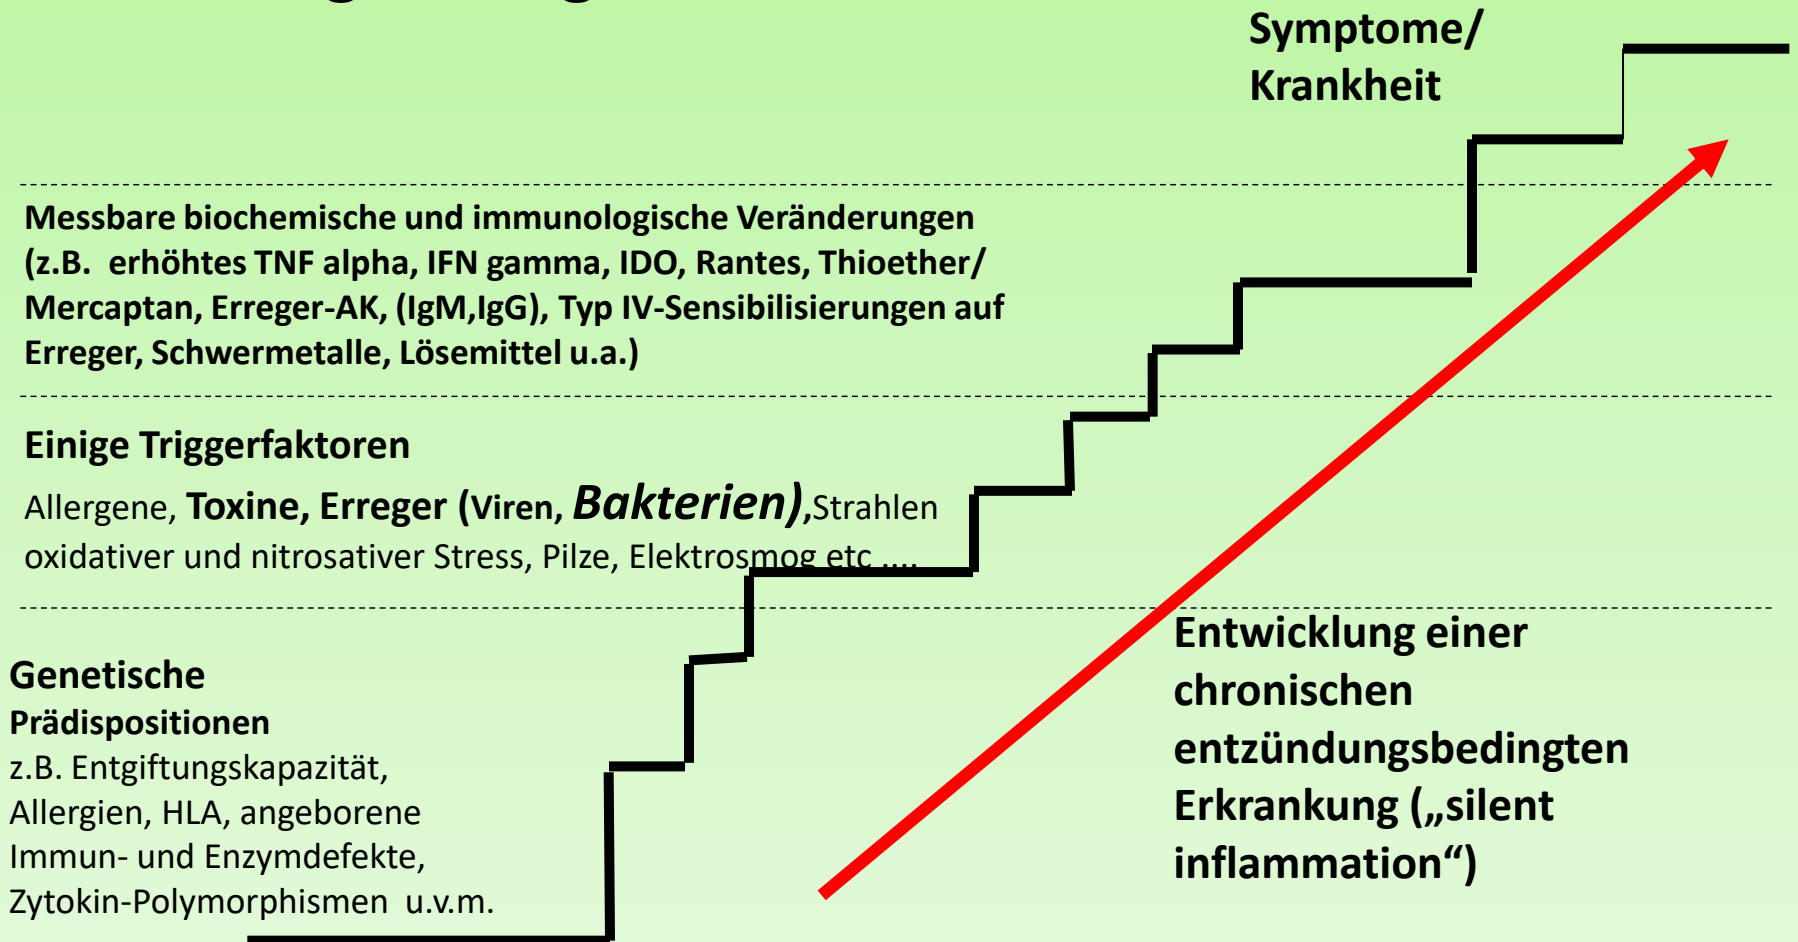 Symptome/
Krankheit
Messbare biochemische und immunologische Veränderungen
(z.B.  erhöhtes TNF alpha, IFN gamma, IDO, Rantes, Thioether/
Mercaptan, Erreger-AK, (IgM,IgG), Typ IV-Sensibilisierungen auf
Erreger, Schwermetalle, Lösemittel u.a.)
Einige Triggerfaktoren
Allergene, Toxine, Erreger (Viren, Bakterien),Strahlen
oxidativer und nitrosativer Stress, Pilze, Elektrosmog etc ....
Genetische
Prädispositionen
z.B. Entgiftungskapazität,
Allergien, HLA, angeborene
Immun- und Enzymdefekte,
Zytokin-Polymorphismen  u.v.m.
Entwicklung einer
chronischen
entzündungsbedingten
Erkrankung („silent
inflammation“)